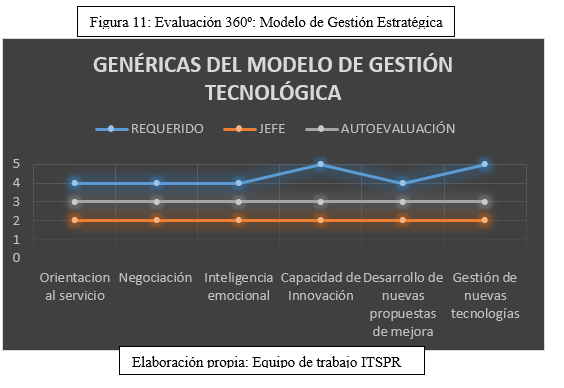 Figura 11: Evaluación 360º: Modelo de Gestión Estratégica
GENÉRICAS DEL MODELO DE GESTIÓN
TECNOLÓGICA
REQUERIDO JEFE AUTOEVALUACIÓN
5
4
3
2
1
0
Orientacion al servicio
Negociación
Inteligencia emocional
Capacidad de Innovación
Desarrollo de nuevas propuestas de mejora
Gestión de nuevas tecnologías
Elaboración propia: Equipo de trabajo ITSPR